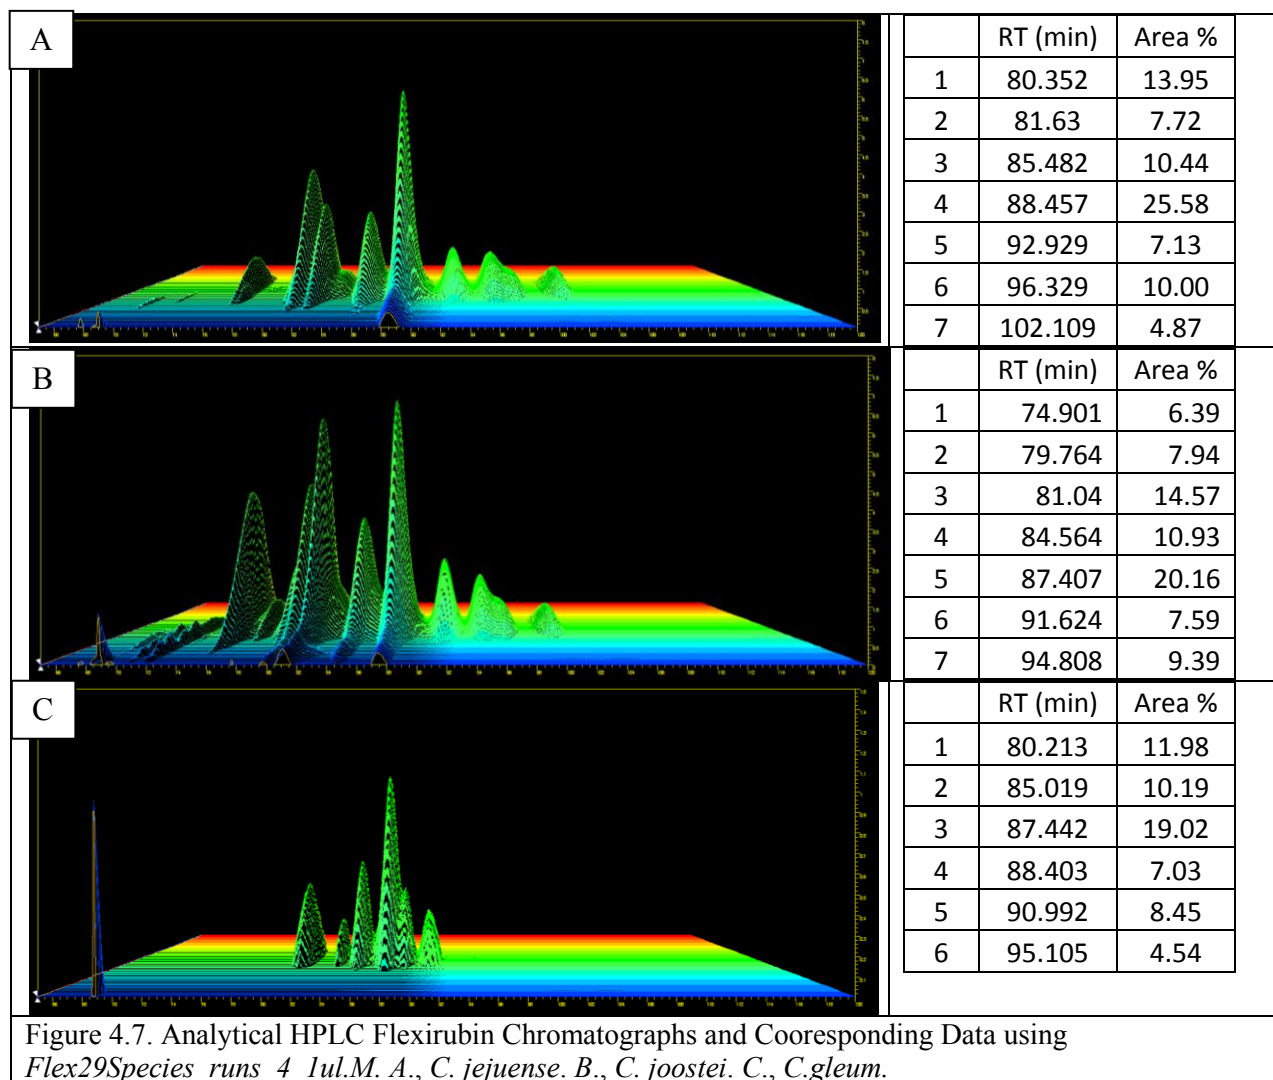 A
RT (min) Area %
1 80.352 13.95
2 81.63 7.72
3 85.482 10.44
4 88.457 25.58
5 92.929 7.13
6 96.329 10.00
7 102.109 4.87
B
RT (min) Area %
1 74.901 6.39
2 79.764 7.94
3 81.04 14.57
4 84.564 10.93
5 87.407 20.16
6 91.624 7.59
7 94.808 9.39
C
RT (min) Area %
1 80.213 11.98
2 85.019 10.19
3 87.442 19.02
4 88.403 7.03
5 90.992 8.45
6 95.105 4.54
Figure 4.7. Analytical HPLC Flexirubin Chromatographs and Cooresponding Data using
Flex29Species_runs_4_1ul.M. A., C. jejuense. B., C. joostei. C., C.gleum.